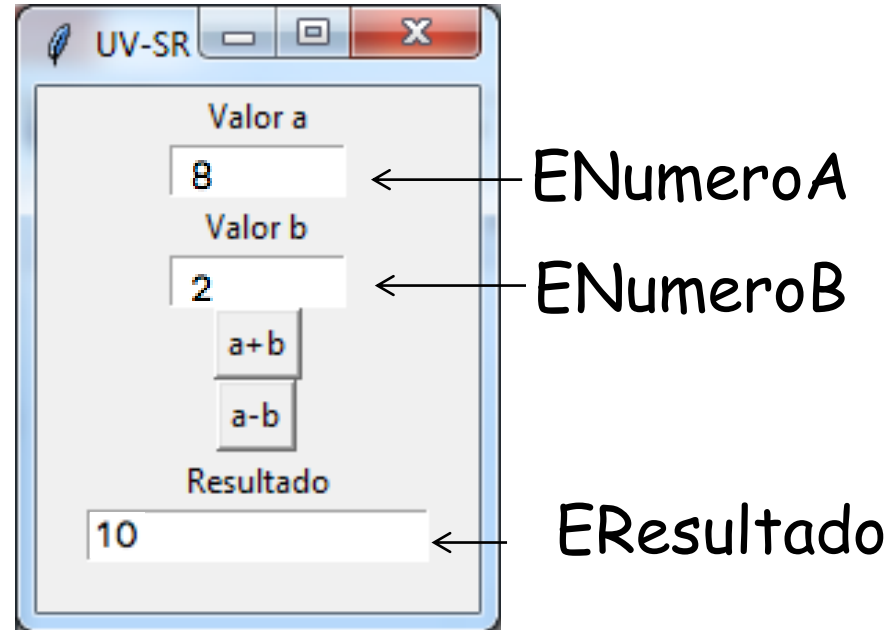 UV-SR
Valor a
8
ENumeroA
Valor b
2
ENumeroB
a+b
a-b
Resultado
10
EResultado